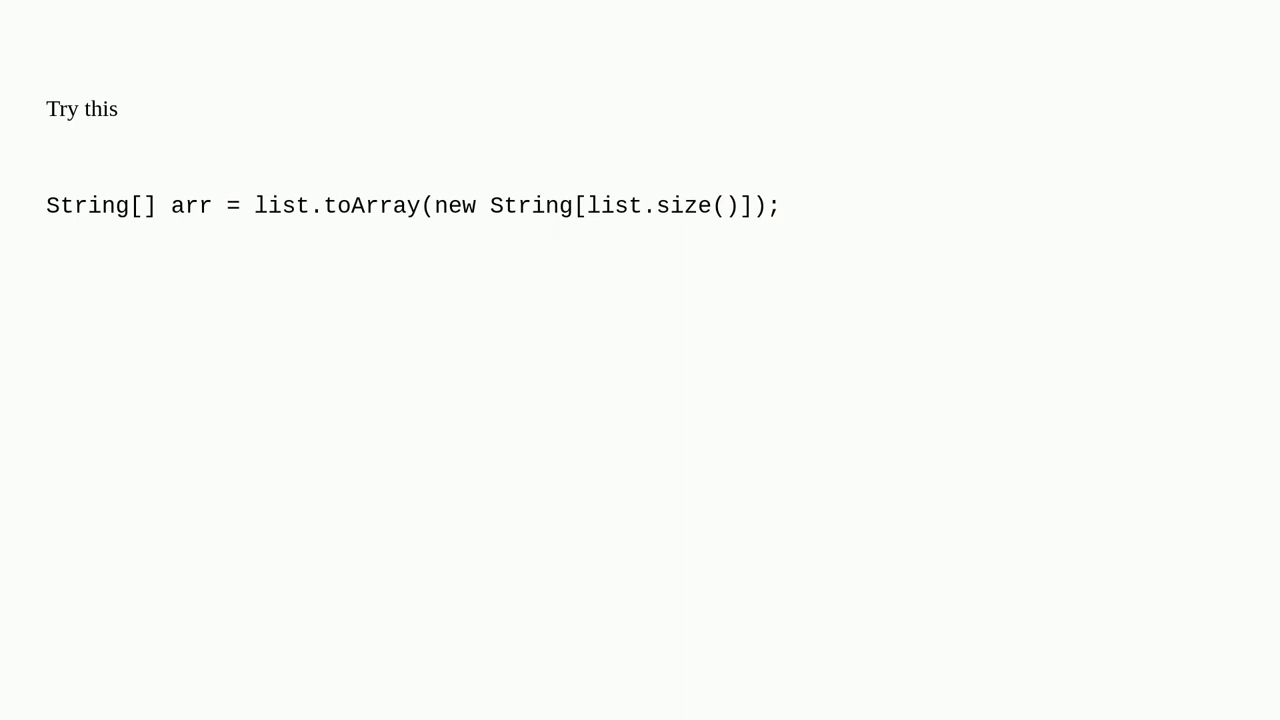 Try this
String[] arr = list.toArray(new String[list.size()]);